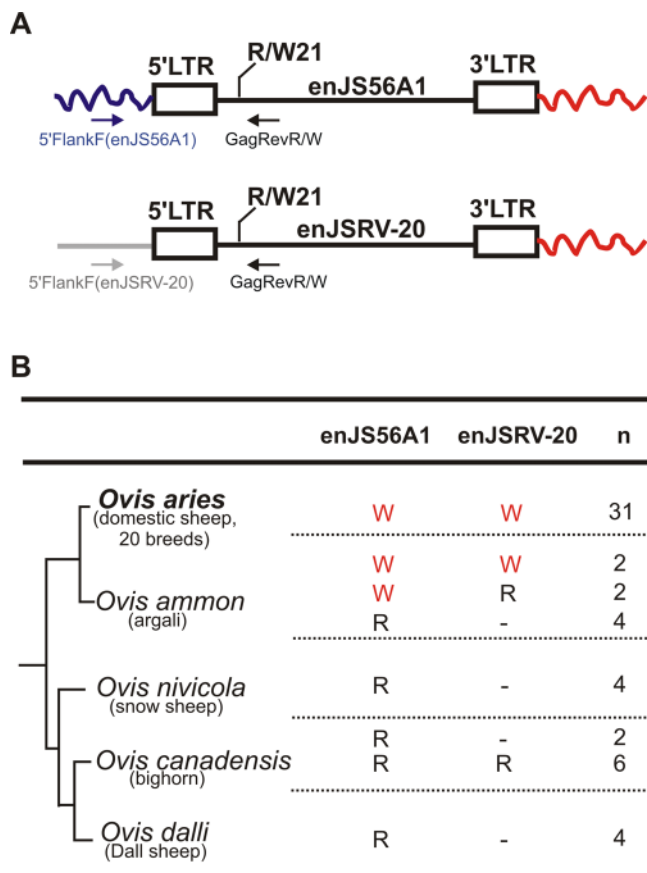 A
R/W21
5'LTR
enJS56A1
3'LTR
5'FlankF(enJS56A1)
GagRevR/W
R/W21
5'LTR
enJSRV-20
3'LTR
5'FlankF(enJSRV-20)
GagRevR/W
B
enJS56A1 enJSRV-20 n
Ovis aries W W 31
(domestic sheep,
20 breeds)
W W 2
Ovis ammon W R 2
(argali) R - 4
Ovis nivicola R - 4
(snow sheep)
R - 2
Ovis canadensis R R 6
(bighorn)
Ovis dalli R - 4
(Dall sheep)